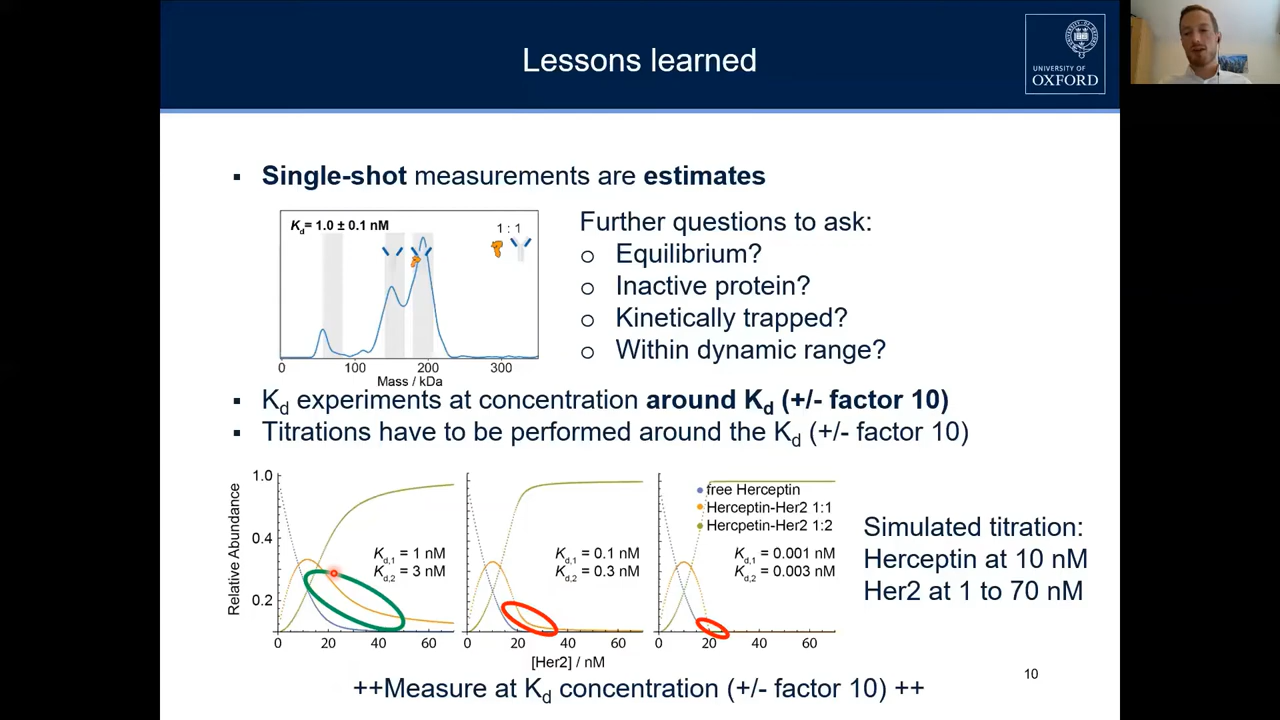 Lessons learned
UNIVERSITY OF
OXFORD
▪ Single-shot measurements are estimates
Kd= 1.0 ± 0.1 nM
1 : 1
0 100 200 300
Mass / kDa
Further questions to ask:
o Equilibrium?
o Inactive protein?
o Kinetically trapped?
o Within dynamic range?
▪ Kd experiments at concentration around Kd (+/- factor 10)
▪ Titrations have to be performed around the Kd (+/- factor 10)
Relative Abundance
1.0
0.4
0.2
Kd,1 = 1 nM
Kd,2 = 3 nM
0 20 40 60
Kd,1 = 0.1 nM
Kd,2 = 0.3 nM
0 20 40 60
free Herceptin
Herceptin-Her2 1:1
Hercpetin-Her2 1:2
Kd,1 = 0.001 nM
Kd,2 = 0.003 nM
0 20 40 60
[Her2] / nM
Simulated titration:
Herceptin at 10 nM
Her2 at 1 to 70 nM
10
++Measure at Kd concentration (+/- factor 10) ++